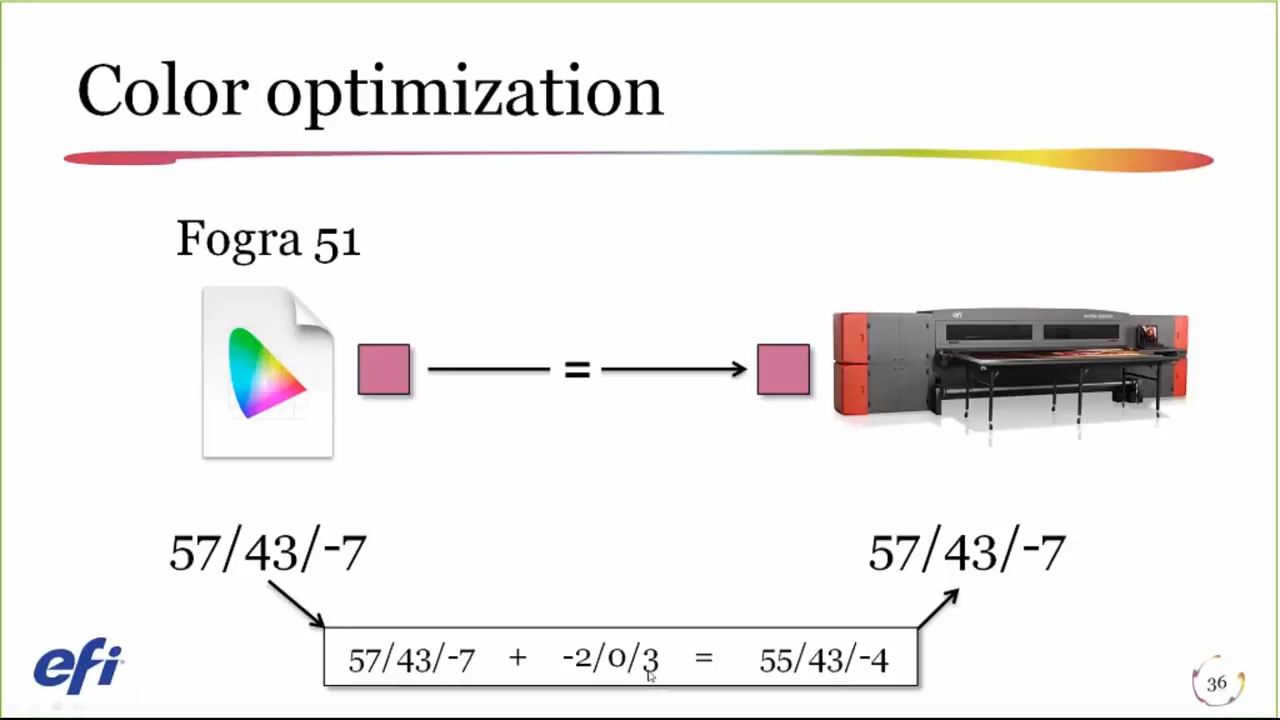 Color optimization
Fogra 51
efi
=
57/43/-7
57/43/-7
57/43/-7 + -2/0/3 = 55/43/-4
efi
36